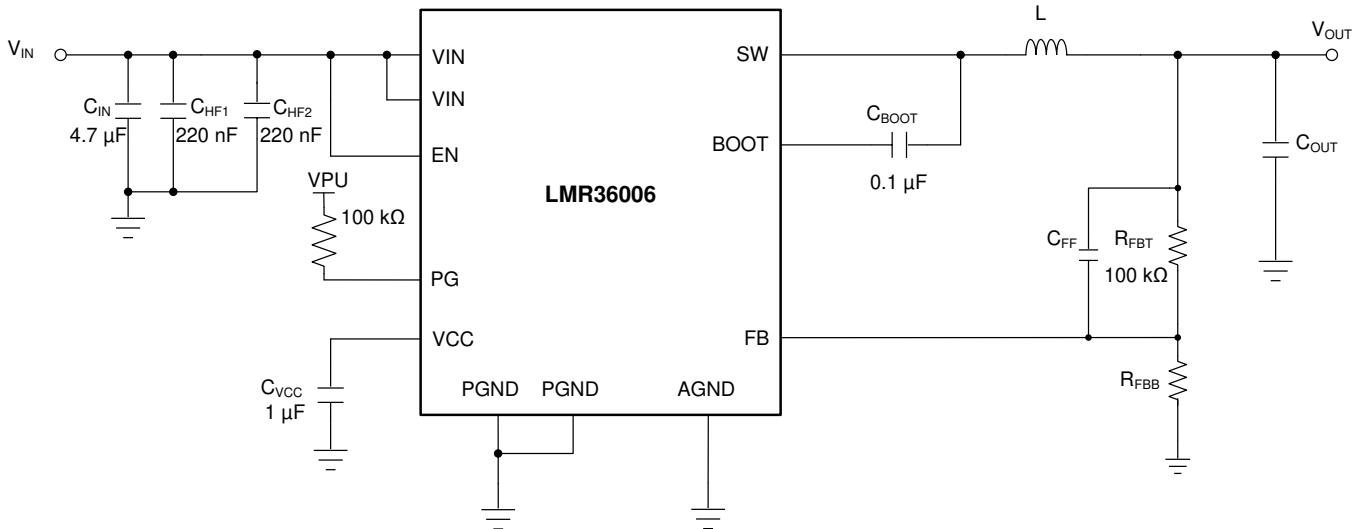 V_IN
C_IN
4.7 µF
C_HF1
220 nF
C_HF2
220 nF
VPU
100 kΩ
C_VCC
1 µF
VIN
VIN
EN
PG
VCC
PGND
PGND
AGND
LMR36006
SW
BOOT
FB
C_BOOT
0.1 µF
L
V_OUT
C_OUT
C_FF
R_FBT
100 kΩ
R_FBB